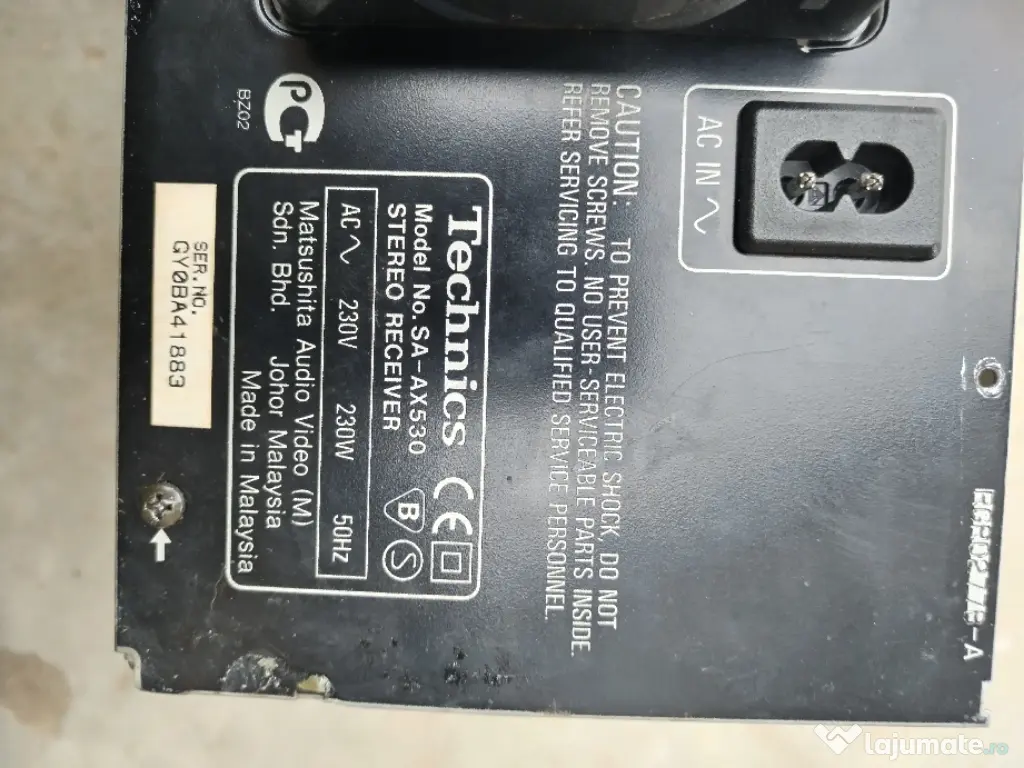 AC IN ∿
CAUTION: TO PREVENT ELECTRIC SHOCK, DO NOT
REMOVE SCREWS. NO USER-SERVICEABLE PARTS INSIDE.
REFER SERVICING TO QUALIFIED SERVICE PERSONNEL.
Technics CE
Model No. SA-AX530 B S
STEREO RECEIVER
AC∿ 230V 230W 50Hz
Matsushita Audio Video (M)
Sdn. Bhd. Johor Malaysia
Made in Malaysia
РСТ
BZ02
SER.NO.
GY0BA41883
lajumate.ro